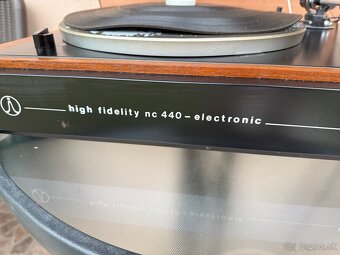 high fidelity nc 440 – electronic
Bazos.sk